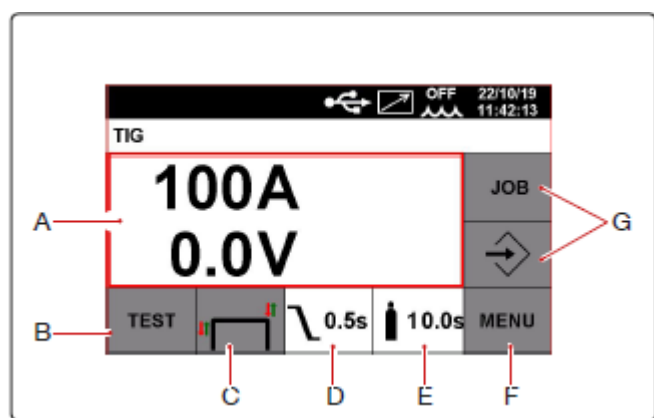 OFF 22/10/19
11:42:13
TIG
100A
JOB
A
G
0.0V
TEST
0.5s
10.0s
MENU
B
C
D
E
F